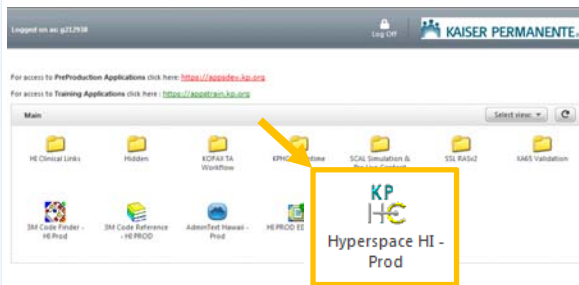 Logged on as: g212938
Log Off
KAISER PERMANENTE.
For access to PreProduction Applications click here: https://appsdev.kp.org
For access to Training Applications click here : https://appstrain.kp.org
Main
Select view:
HI Clinical Links
Hidden
KOFAX TA
Workflow
SCAL Simulation &
SSL RASx2
Validation
3M Code Finder -
HI Prod
3M Code Reference
- HI PROD
AdminText Hawaii -
Prod
HI PROD
KP
HC
Hyperspace HI -
Prod